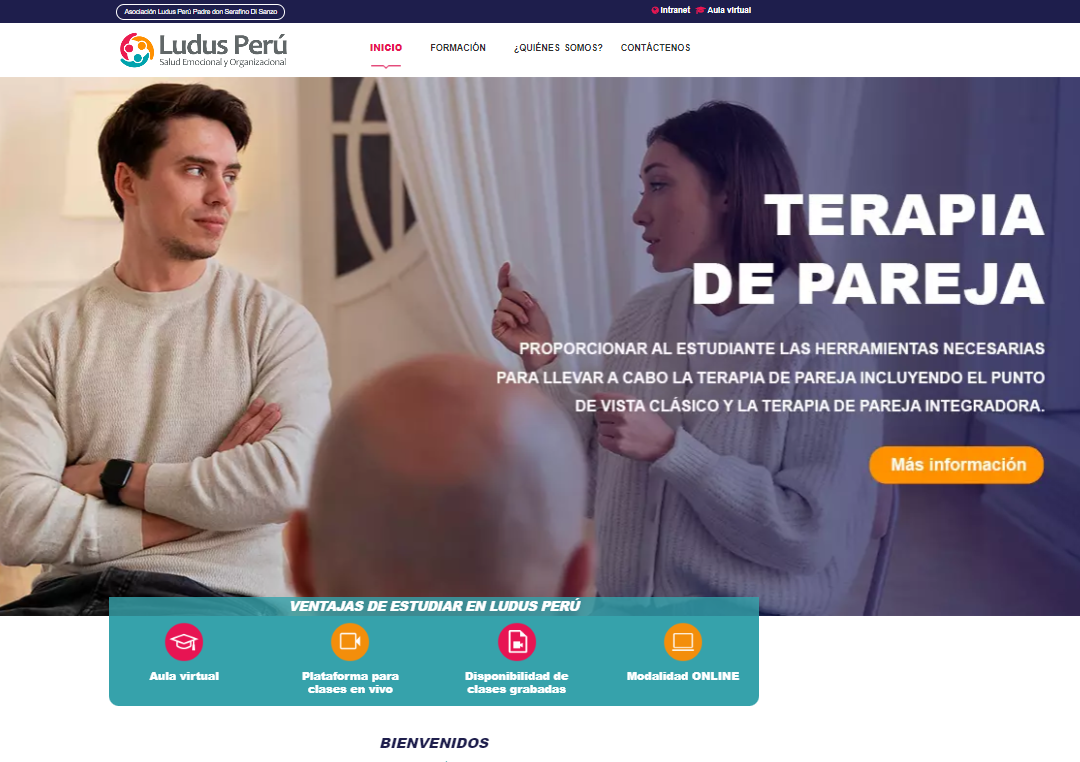 Asociación Ludus Perú Padre don Serafino Di Sanzo
Intranet Aula virtual
Ludus Perú
Salud Emocional y Organizacional
INICIO FORMACIÓN ¿QUIÉNES SOMOS? CONTÁCTENOS
TERAPIA
DE PAREJA
PROPORCIONAR AL ESTUDIANTE LAS HERRAMIENTAS NECESARIAS
PARA LLEVAR A CABO LA TERAPIA DE PAREJA INCLUYENDO EL PUNTO
DE VISTA CLÁSICO Y LA TERAPIA DE PAREJA INTEGRADORA.
Más información
VENTAJAS DE ESTUDIAR EN LUDUS PERÚ
Aula virtual
Plataforma para
clases en vivo
Disponibilidad de
clases grabadas
Modalidad ONLINE
BIENVENIDOS